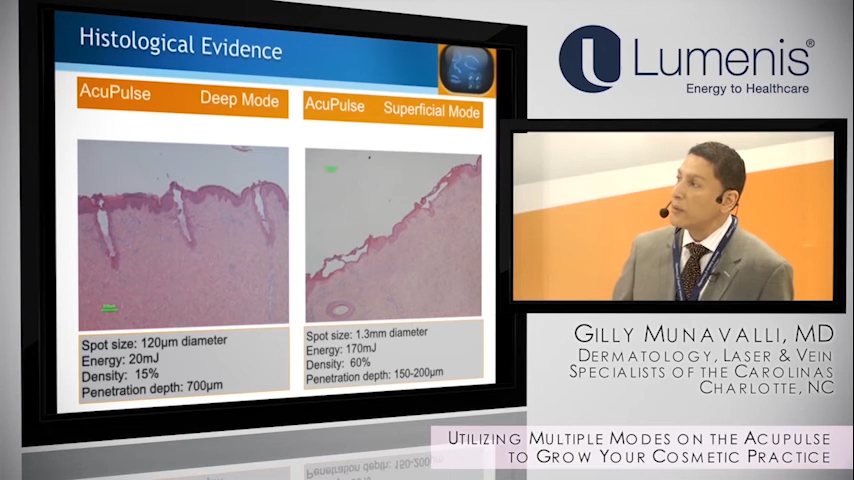 Histological Evidence
AcuPulse Deep Mode
AcuPulse Superficial Mode
Spot size: 120µm diameter
Energy: 20mJ
Density: 15%
Penetration depth: 700µm
Spot size: 1.3mm diameter
Energy: 170mJ
Density: 60%
Penetration depth: 150-200µm
Lumenis®
Energy to Healthcare
GILLY MUNAVALLI, MD
DERMATOLOGY, LASER & VEIN
SPECIALISTS OF THE CAROLINAS
CHARLOTTE, NC
UTILIZING MULTIPLE MODES ON THE ACUPULSE
TO GROW YOUR COSMETIC PRACTICE